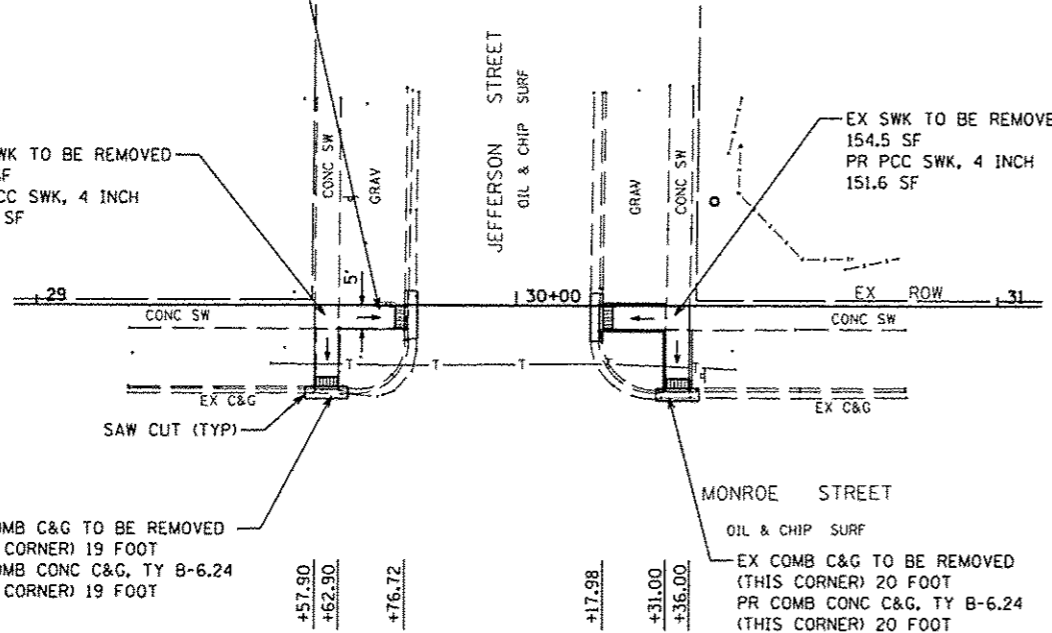 JEFFERSON STREET
OIL & CHIP SURF
CONC SW
GRAV
GRAV
CONC SW
EX SWK TO BE REMOVE
154.5 SF
PR PCC SWK, 4 INCH
151.6 SF
WK TO BE REMOVED
SF
CC SWK, 4 INCH
SF
5'
29
30+00
EX ROW
31
CONC SW
CONC SW
T T T T T
EX C&G
EX C&G
SAW CUT (TYP)
MONROE STREET
OIL & CHIP SURF
OMB C&G TO BE REMOVED
CORNER) 19 FOOT
OMB CONC C&G, TY B-6.24
CORNER) 19 FOOT
EX COMB C&G TO BE REMOVED
(THIS CORNER) 20 FOOT
PR COMB CONC C&G, TY B-6.24
(THIS CORNER) 20 FOOT
+57.90
+62.90
+76.72
+17.98
+31.00
+36.00